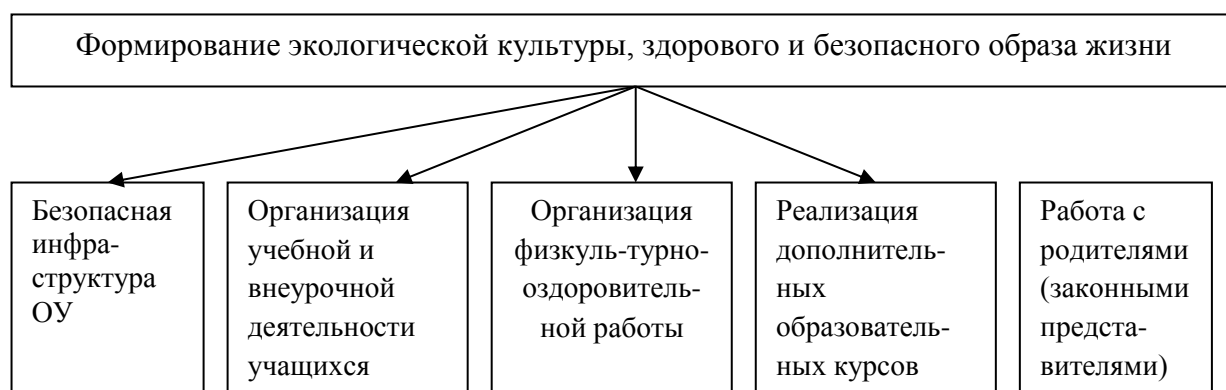 Формирование экологической культуры, здорового и безопасного образа жизни
Безопасная
инфра-
структура
ОУ
Организация
учебной и
внеурочной
деятельности
учащихся
Организация
физкуль-турно-
оздоровитель-
ной работы
Реализация
дополнитель-
ных
образователь-
ных курсов
Работа с
родителями
(законными
предста-
вителями)